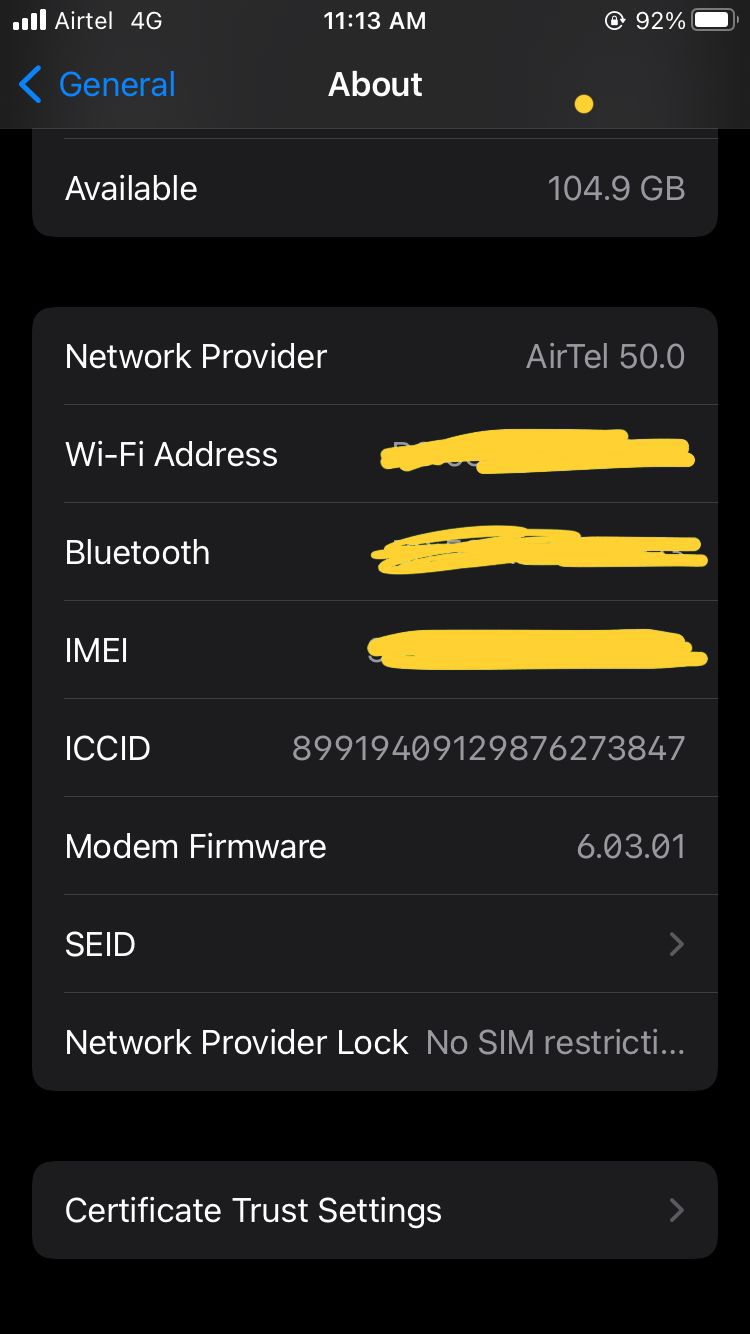 Airtel 4G 11:13 AM 92%
General About
Available 104.9 GB
Network Provider AirTel 50.0
Wi-Fi Address
Bluetooth
IMEI
ICCID 89919409129876273847
Modem Firmware 6.03.01
SEID
Network Provider Lock No SIM restricti...
Certificate Trust Settings